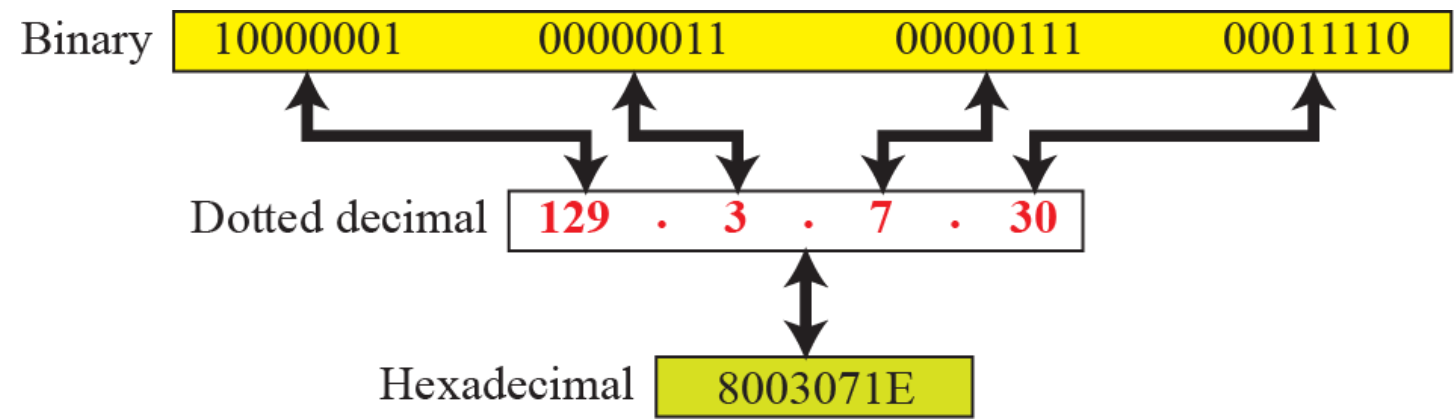 Binary 10000001 00000011 00000111 00011110
Dotted decimal 129 . 3 . 7 . 30
Hexadecimal 8003071E